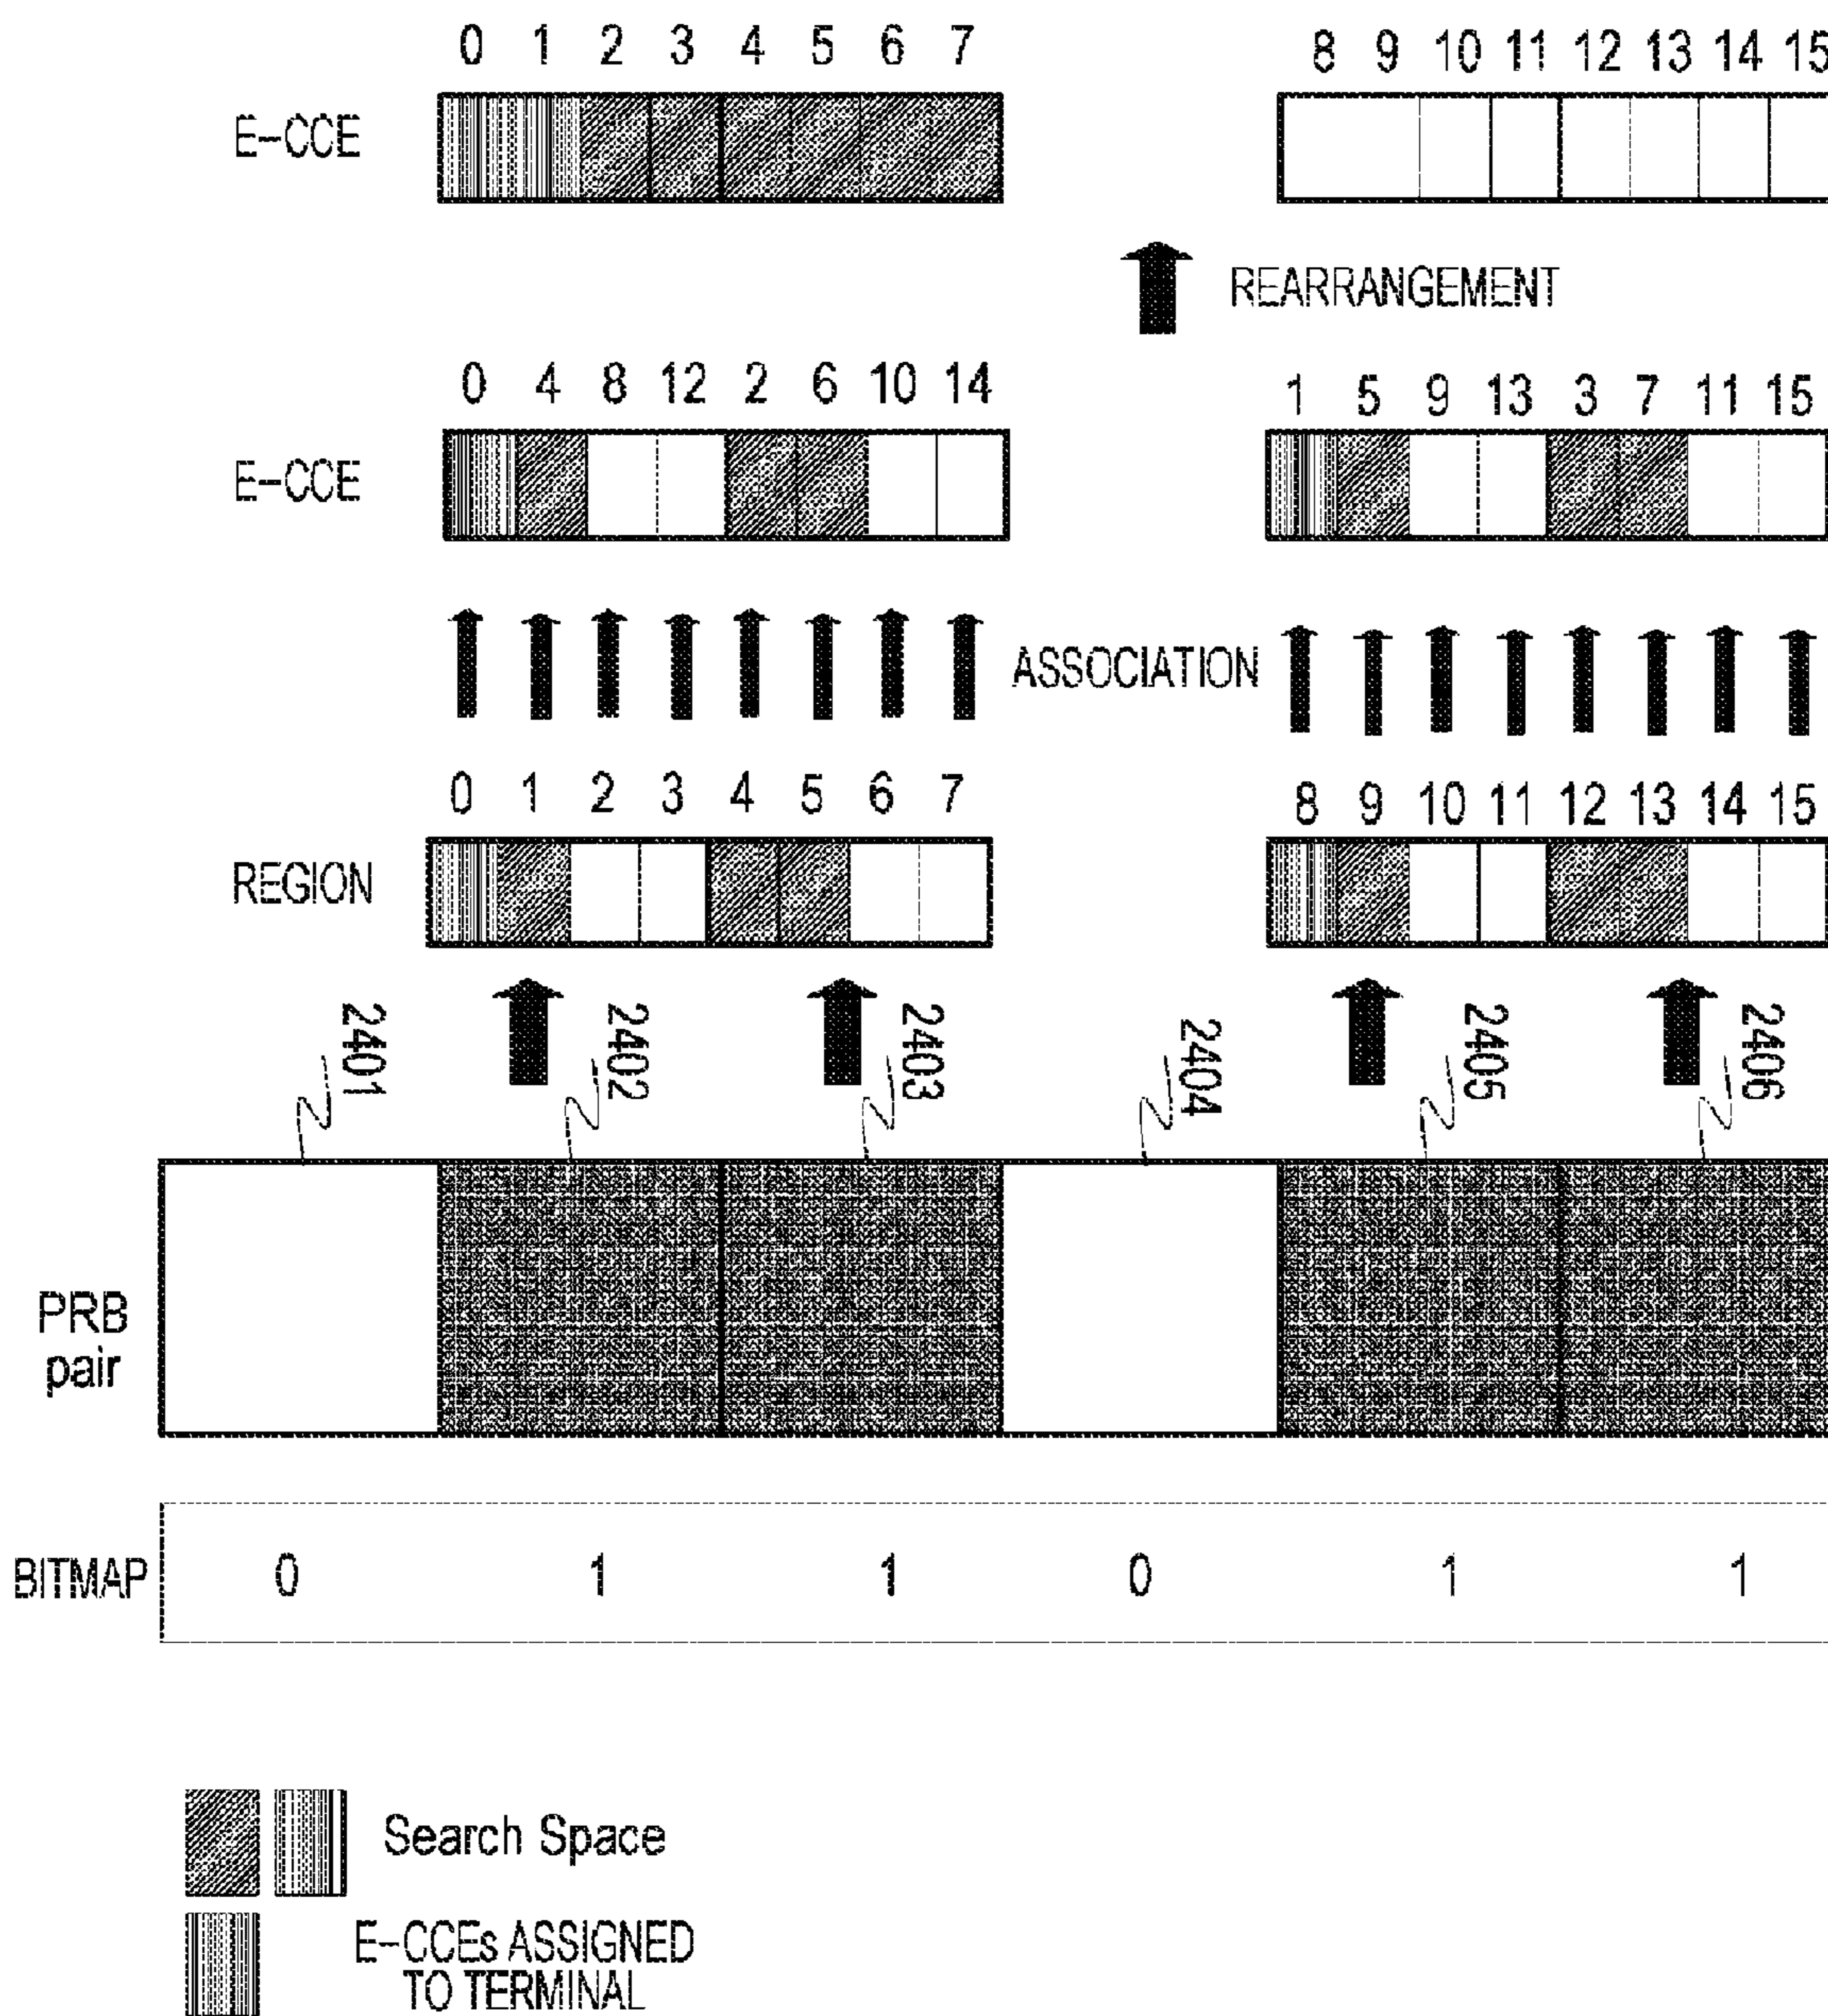 0 1 2 3 4 5 6 7 8 9 10 11 12 13 14 15
E-CCE
REARRANGEMENT
0 4 8 12 2 6 10 14 1 5 9 13 3 7 11 15
E-CCE
ASSOCIATION
0 1 2 3 4 5 6 7 8 9 10 11 12 13 14 15
REGION
2401 2402 2403 2404 2405 2406
PRB
pair
BITMAP 0 1 1 0 1 1
Search Space
E-CCEs ASSIGNED
TO TERMINAL